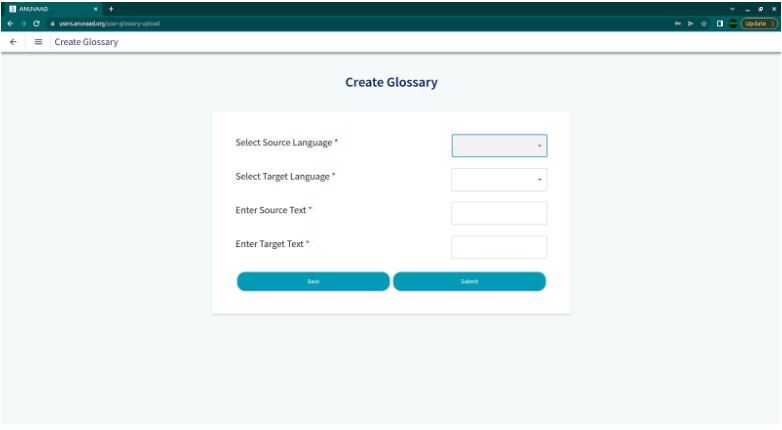 ANUVAAD
users.anuvaad.org/user-glossary-upload
Update
Create Glossary
Create Glossary
Select Source Language *
Select Target Language *
Enter Source Text *
Enter Target Text *
Back Submit